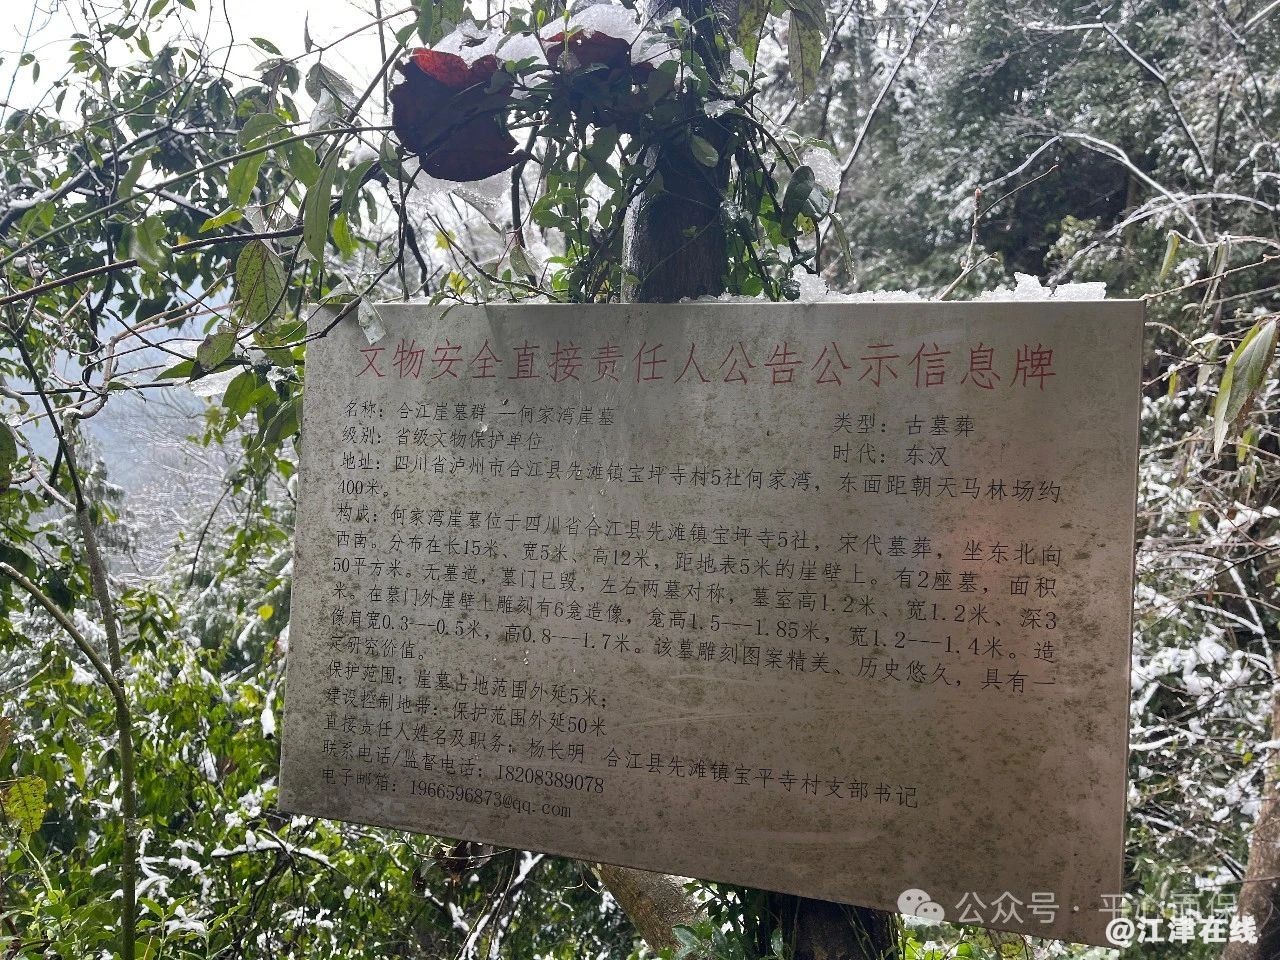 文物安全直接责任人公告公示信息牌
名称：合江崖墓群 —何家湾崖墓 类型：古墓葬
级别：省级文物保护单位 时代：东汉
地址：四川省泸州市合江县先滩镇宝坪寺村5社何家湾，东面距朝天马林场约
400米。
构成：何家湾崖墓位于四川省合江县先滩镇宝坪寺5社，宋代墓葬，坐东北向
西南。分布在长15米、宽5米、高12米，距地表5米的崖壁上。有2座墓，面积
50平方米。无墓道，墓门已毁，左右两墓对称，墓室高1.2米、宽1.2米、深3
米。在墓门外崖壁上雕刻有6龛造像，龛高1.5---1.85米，宽1.2---1.4米。造
像肩宽0.3---0.5米，高0.8---1.7米。该墓雕刻图案精美、历史悠久，具有一
定研究价值。
保护范围：崖墓占地范围外延5米；
建设控制地带：保护范围外延50米
直接责任人姓名及职务：杨长明 合江县先滩镇宝平寺村支部书记
联系电话/监督电话：18208389078
电子邮箱：1966596873@qq.com
公众号·平
@江津在线